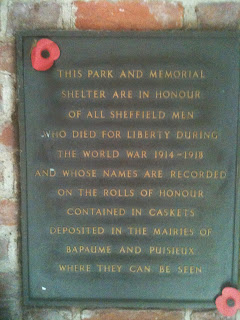 THIS PARK AND MEMORIAL
SHELTER ARE IN HONOUR
OF ALL SHEFFIELD MEN
WHO DIED FOR LIBERTY DURING
THE WORLD WAR 1914-1918
AND WHOSE NAMES ARE RECORDED
ON THE ROLLS OF HONOUR
CONTAINED IN CASKETS
DEPOSITED IN THE MAIRIES OF
BAPAUME AND PUISIEUX
WHERE THEY CAN BE SEEN